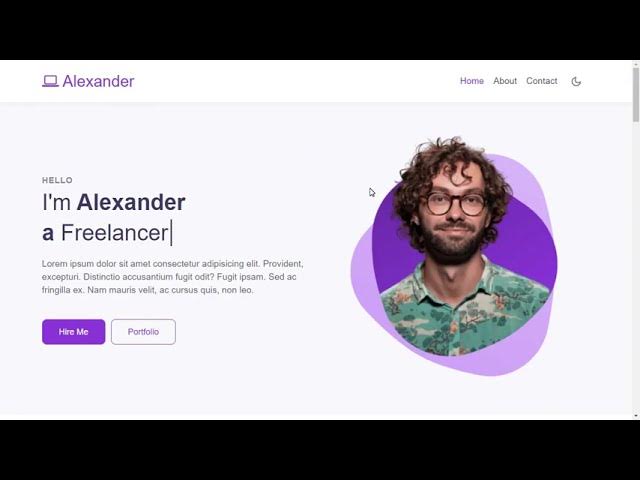 Alexander
Home About Contact
HELLO
I'm Alexander
a Freelancer
Lorem ipsum dolor sit amet consectetur adipisicing elit. Provident,
excepturi. Distinctio accusantium fugit odit? Fugit ipsam. Sed ac
fringilla ex. Nam mauris velit, ac cursus quis, non leo.
Hire Me Portfolio